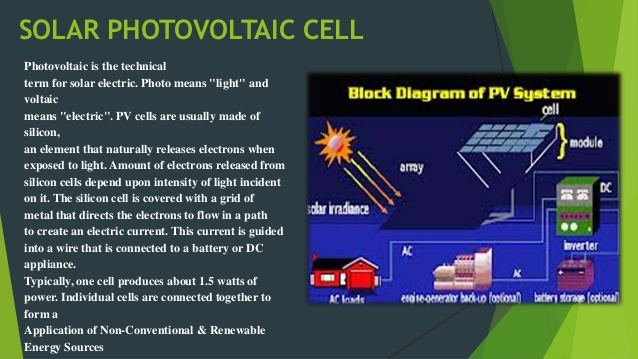 SOLAR PHOTOVOLTAIC CELL
Photovoltaic is the technical
term for solar electric. Photo means "light" and
voltaic
means "electric". PV cells are usually made of
silicon,
an element that naturally releases electrons when
exposed to light. Amount of electrons released from
silicon cells depend upon intensity of light incident
on it. The silicon cell is covered with a grid of
metal that directs the electrons to flow in a path
to create an electric current. This current is guided
into a wire that is connected to a battery or DC
appliance.
Typically, one cell produces about 1.5 watts of
power. Individual cells are connected together to
form a
Application of Non-Conventional & Renewable
Energy Sources
Block Diagram of PV System
cell
module
array
solar irradiance
DC
inverter
AC
AC
AC loads
engine-generator back-up (optional)
battery storage (optional)